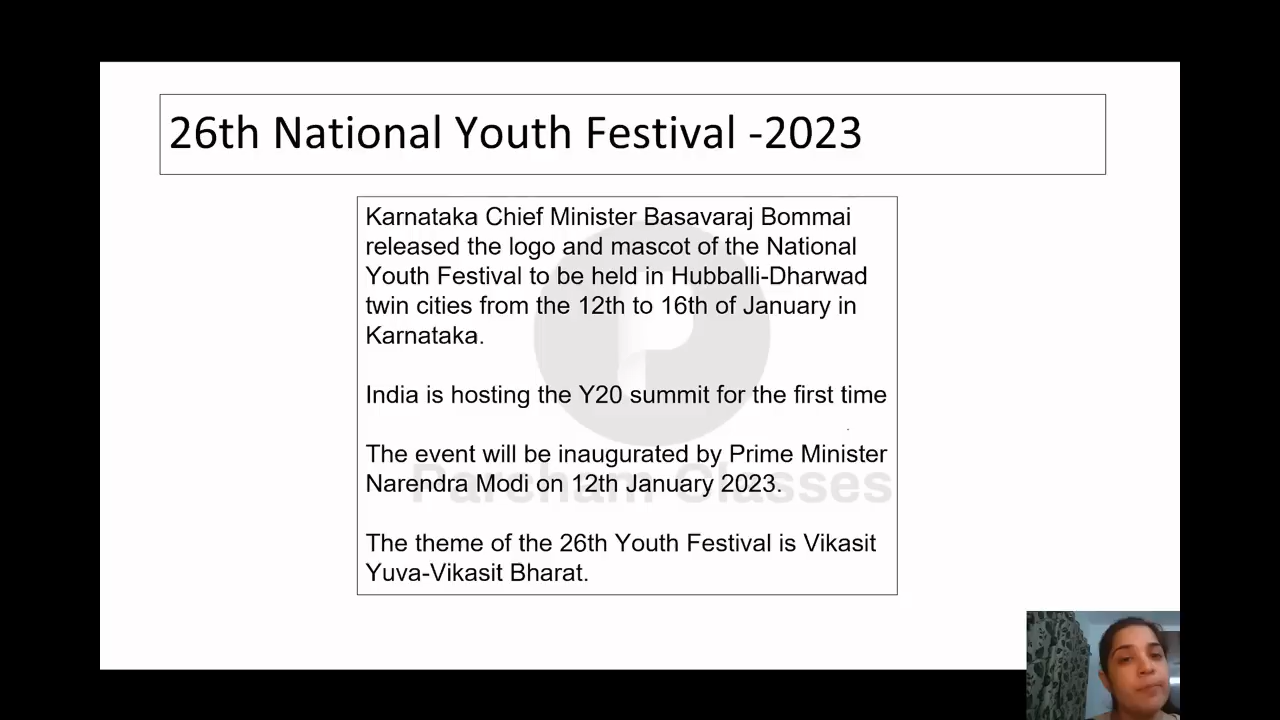 26th National Youth Festival -2023
Karnataka Chief Minister Basavaraj Bommai
released the logo and mascot of the National
Youth Festival to be held in Hubballi-Dharwad
twin cities from the 12th to 16th of January in
Karnataka.
India is hosting the Y20 summit for the first time
The event will be inaugurated by Prime Minister
Narendra Modi on 12th January 2023.
Parcham Classes
The theme of the 26th Youth Festival is Vikasit
Yuva-Vikasit Bharat.